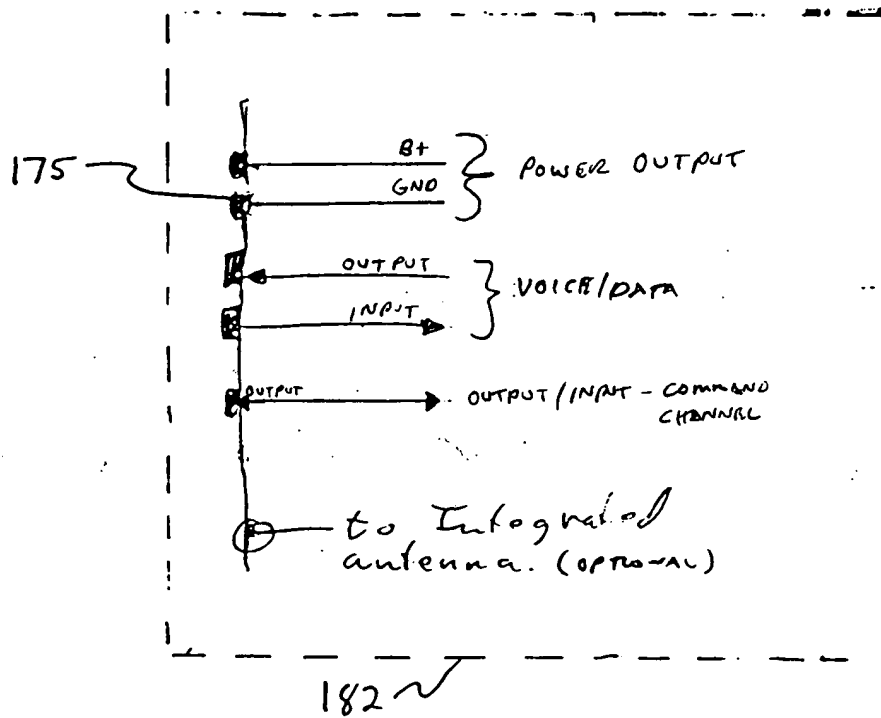 175
B+
GND
POWER OUTPUT
OUTPUT
INPUT
VOICE/DATA
OUTPUT
OUTPUT/INPUT - COMMAND
CHANNEL
to Integrated
antenna. (OPTIONAL)
182